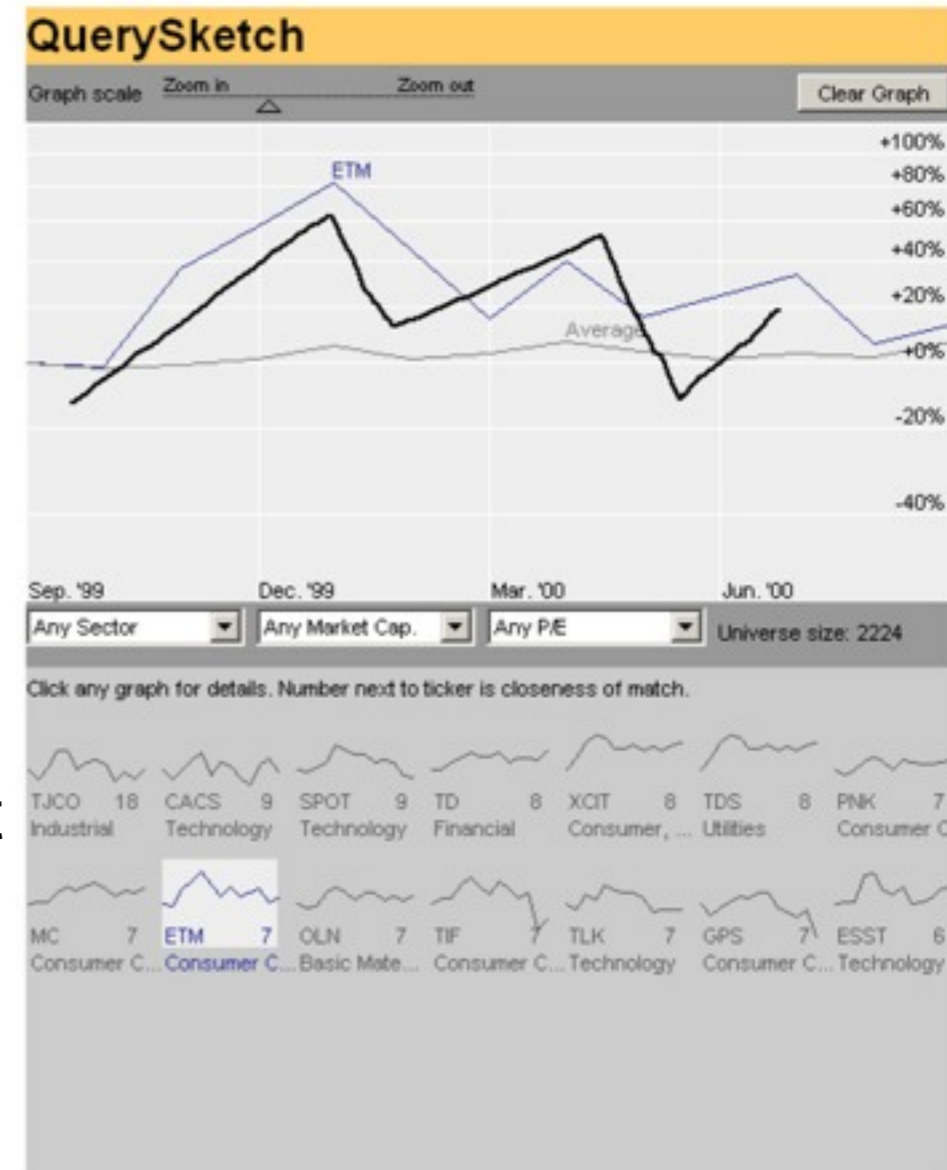 QuerySketch
Graph scale Zoom in Zoom out Clear Graph
+100%
ETM +80%
+60%
+40%
+20%
Average
+0%
-20%
-40%
Sep. '99 Dec. '99 Mar. '00 Jun. '00
Any Sector Any Market Cap. Any P/E Universe size: 2224
Click any graph for details. Number next to ticker is closeness of match.
TJCO 18 CACS 9 SPOT 9 TD 8 XCIT 8 TDS 8 PNK 7
Industrial Technology Technology Financial Consumer, ... Utilities Consumer C
MC 7 ETM 7 OLN 7 TIF 7 TLK 7 GPS 7 ESST 6
Consumer C... Consumer C... Basic Mate... Consumer C... Technology Consumer C... Technology